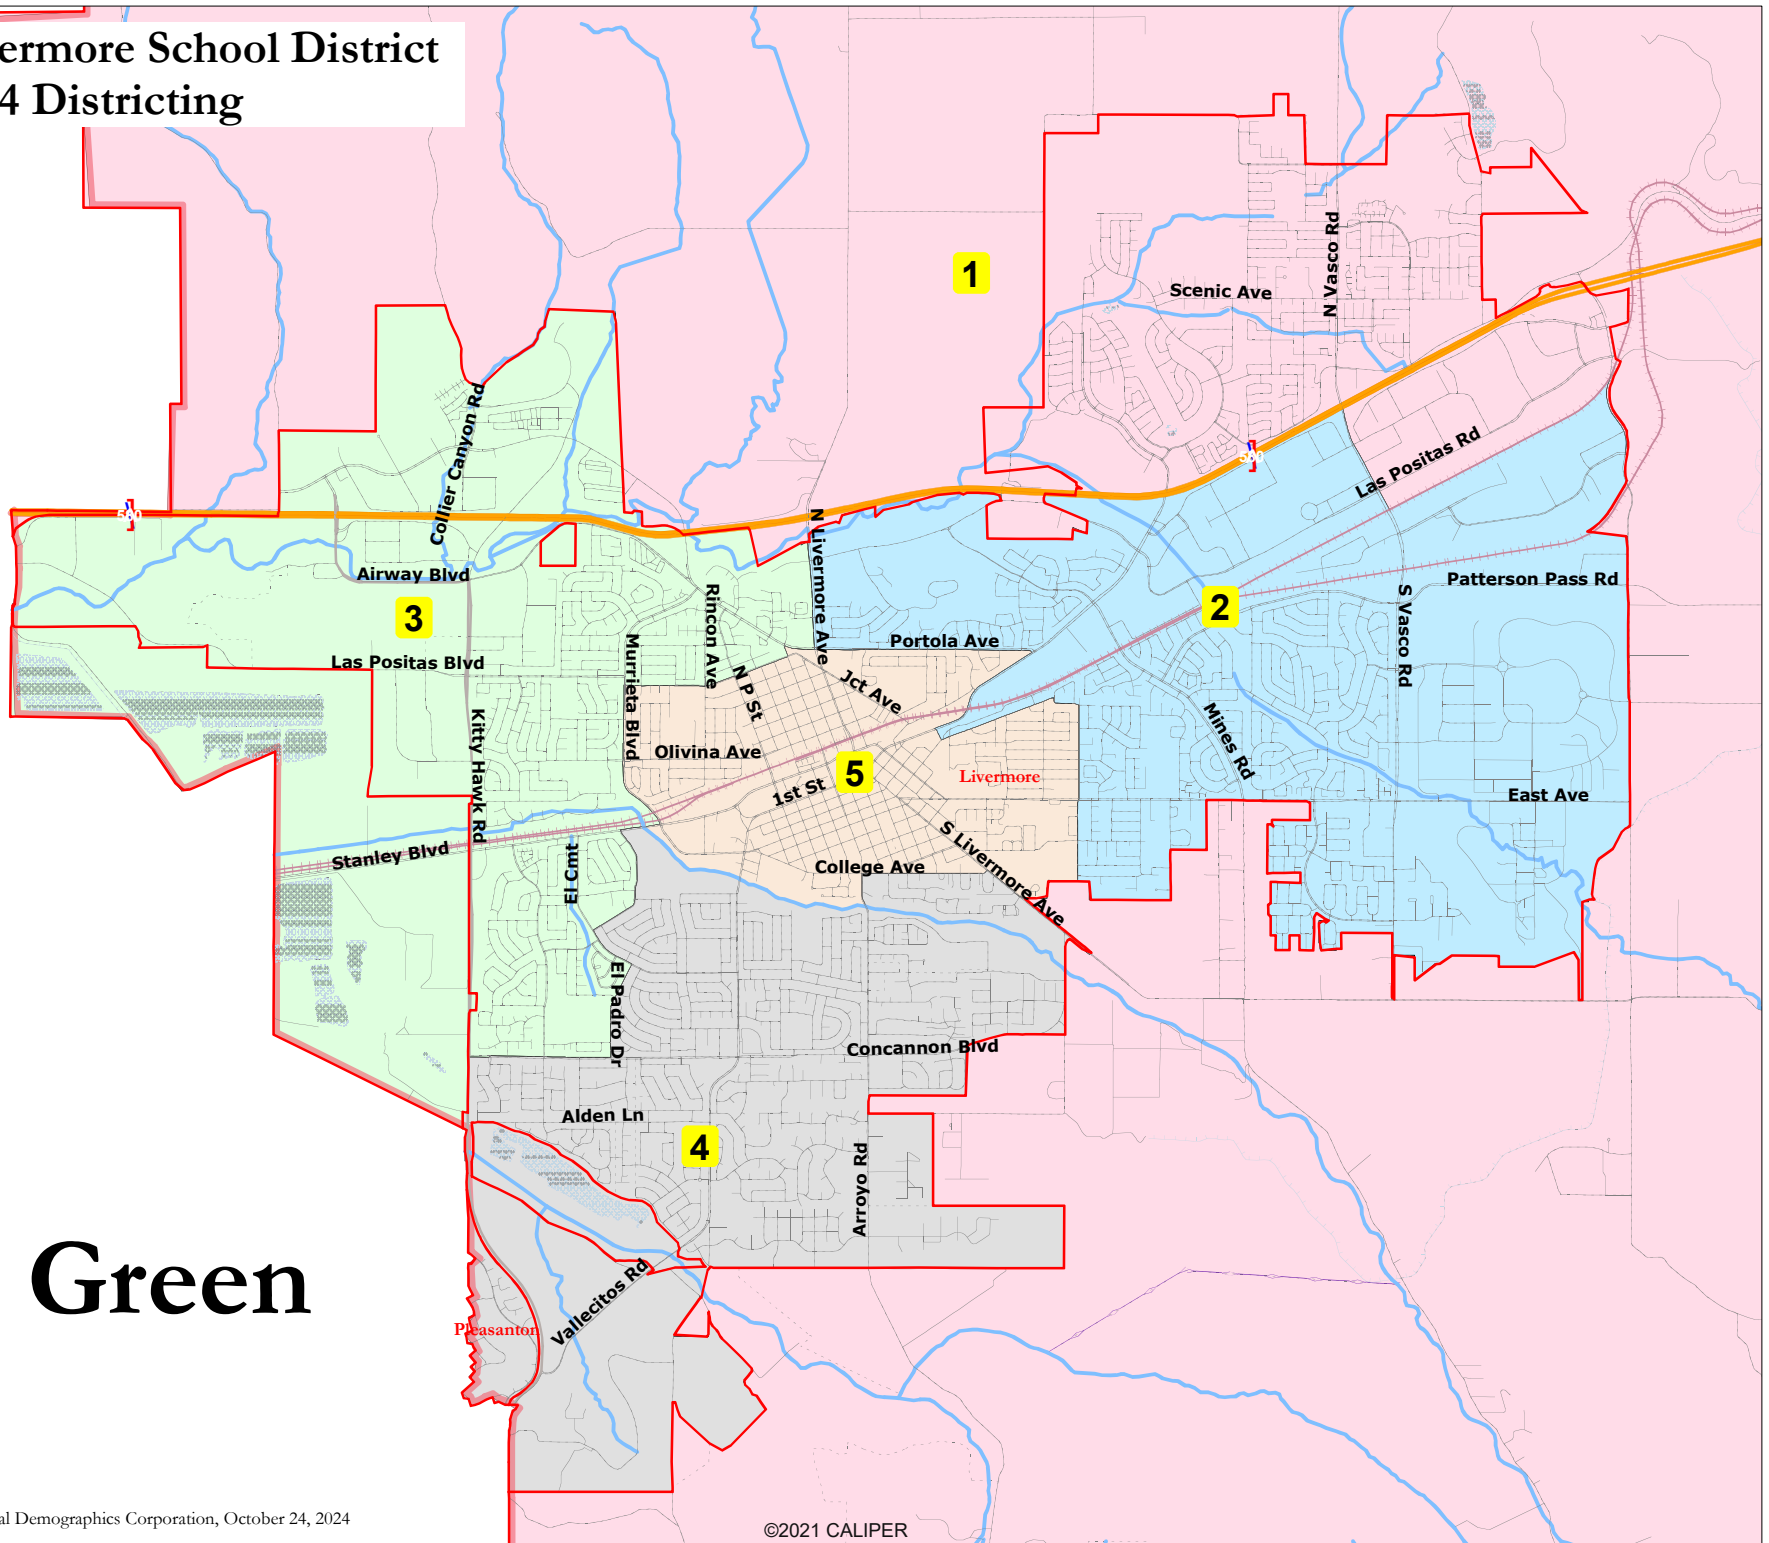 ermore School District
4 Districting
1
Scenic Ave
N Vasco Rd
Collier Canyon Rd
580
580
Las Positas Rd
N Livermore Ave
Airway Blvd
Patterson Pass Rd
3
2
Rincon Ave
S Vasco Rd
Murrieta Blvd
Portola Ave
Las Positas Blvd
N P St
Jct Ave
Kitty Hawk Rd
Mines Rd
Olivina Ave
5
Livermore
1st St
East Ave
S Livermore Ave
Stanley Blvd
El Cmt
College Ave
El Padro Dr
Concannon Blvd
Alden Ln
4
Arroyo Rd
Green
Vallecitos Rd
Pleasanton
al Demographics Corporation, October 24, 2024
©2021 CALIPER